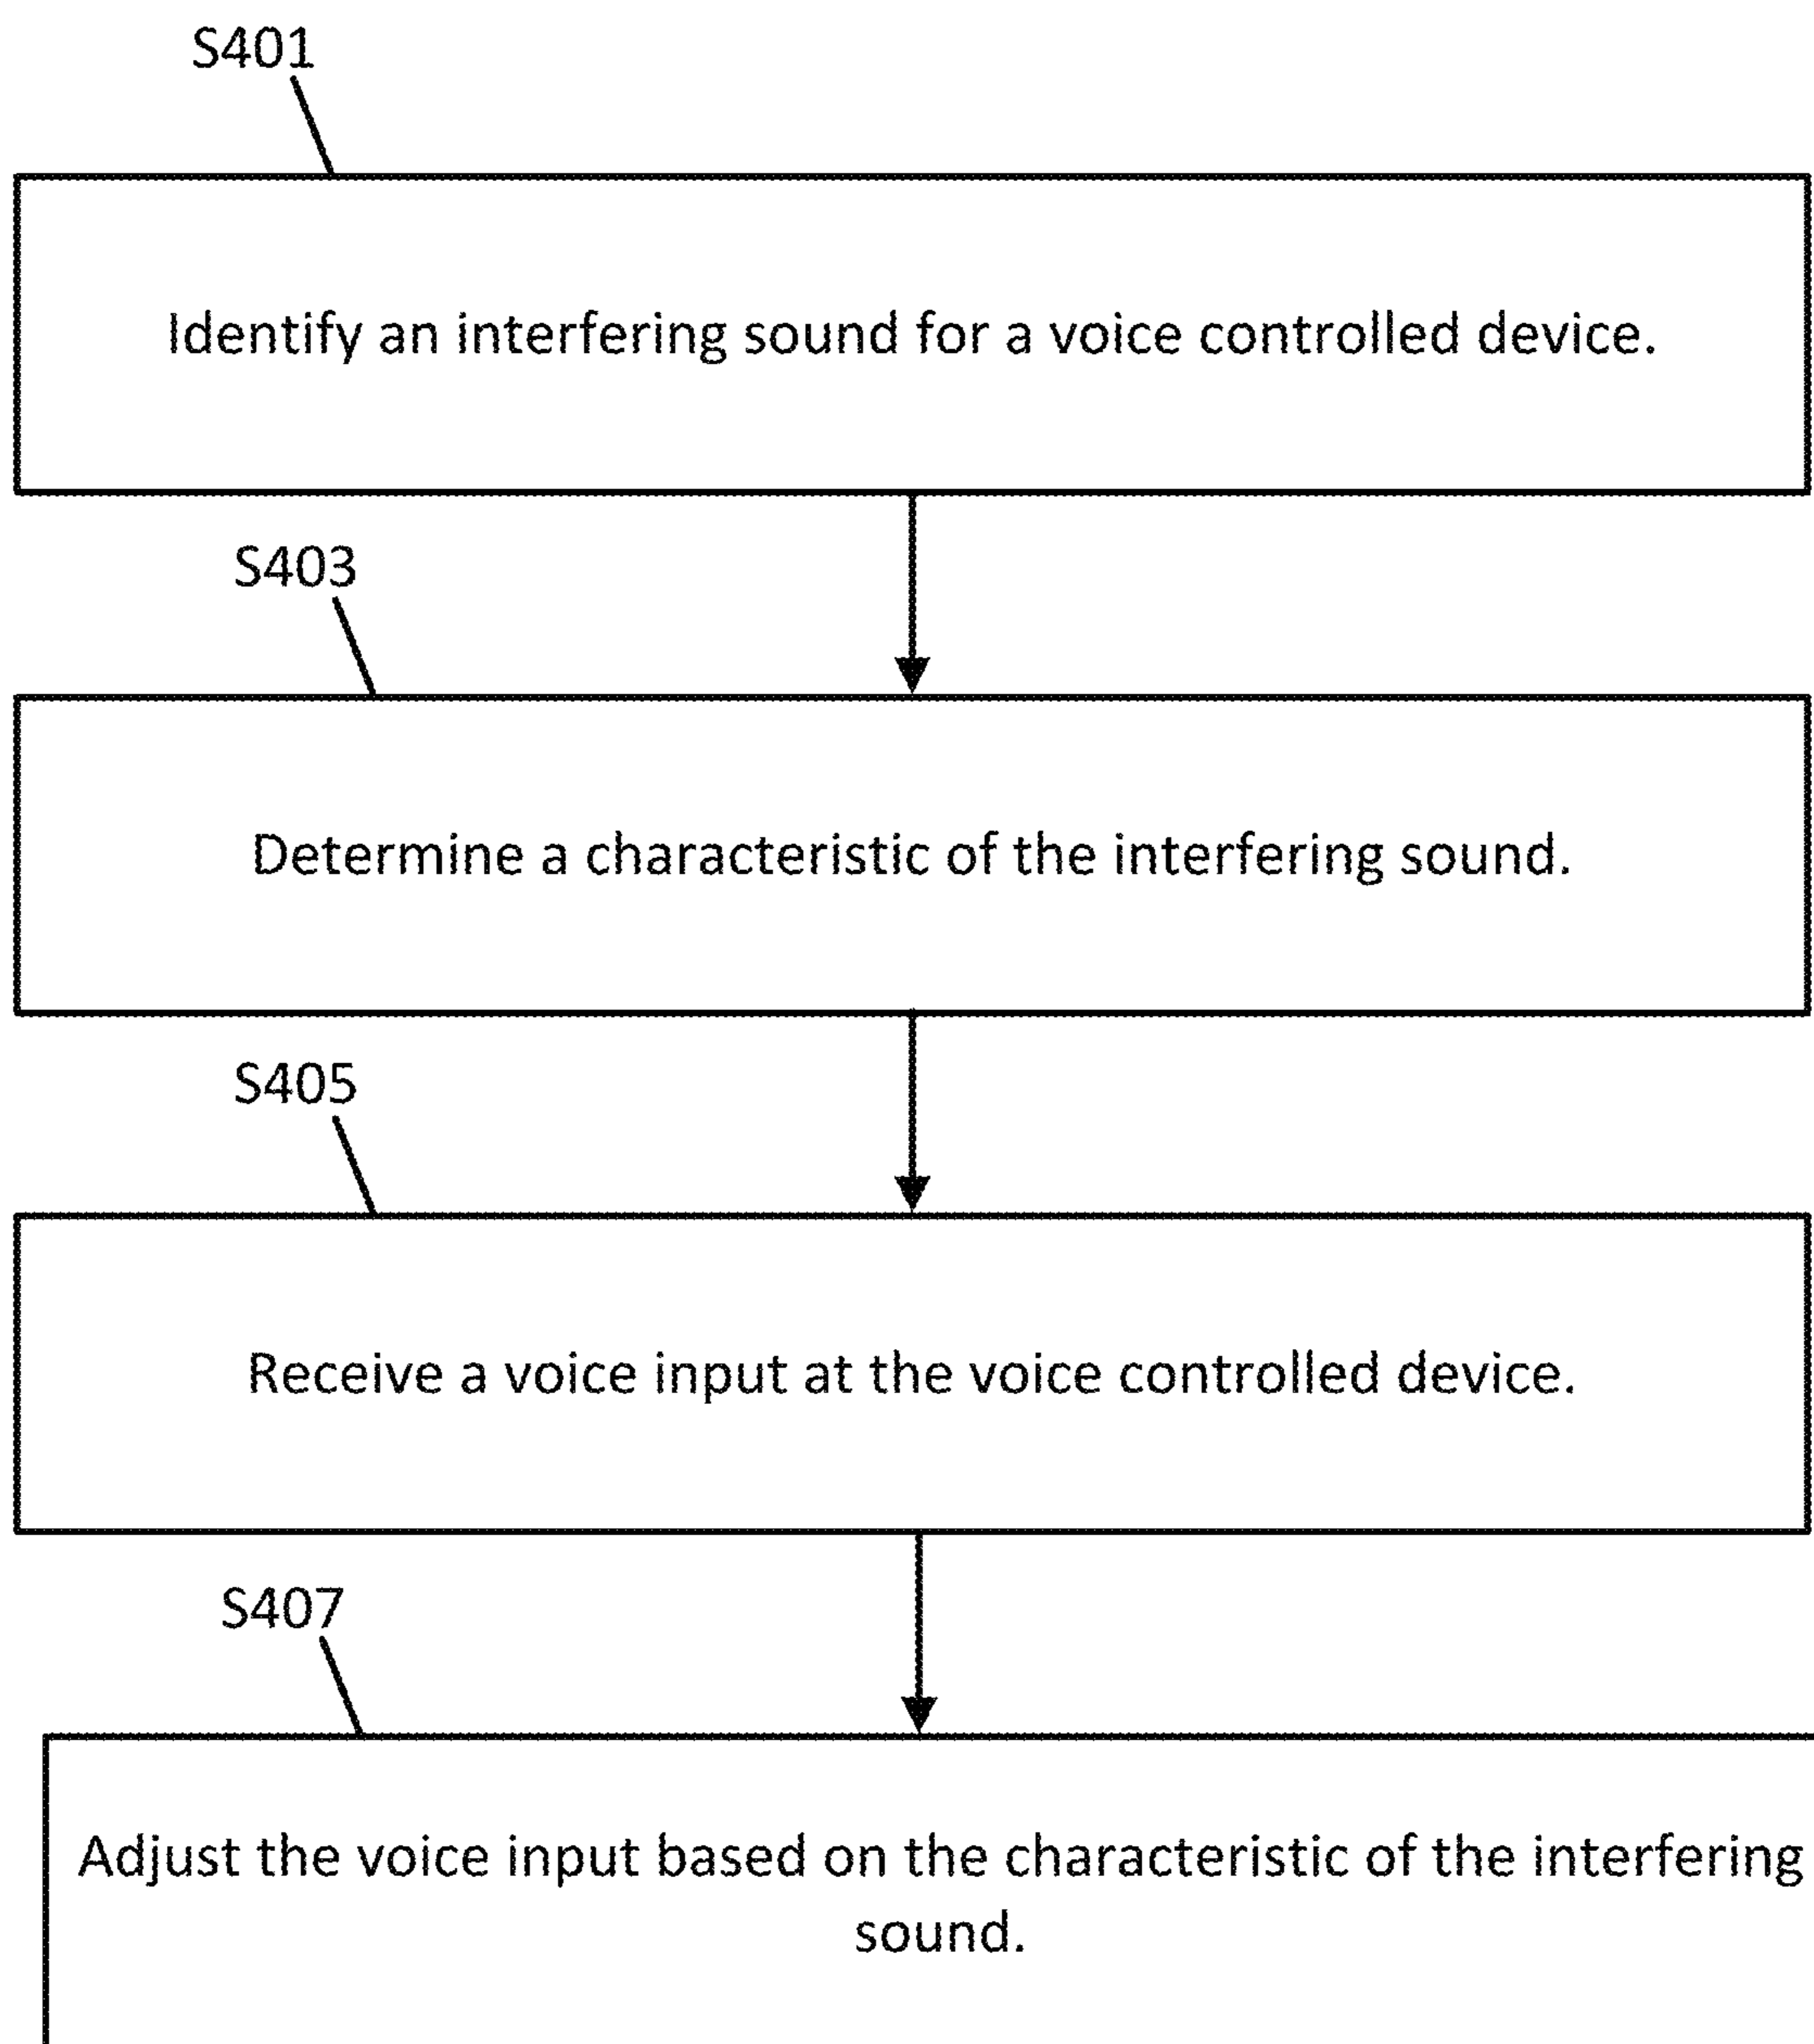 S401
Identify an interfering sound for a voice controlled device.
S403
Determine a characteristic of the interfering sound.
S405
Receive a voice input at the voice controlled device.
S407
Adjust the voice input based on the characteristic of the interfering
sound.